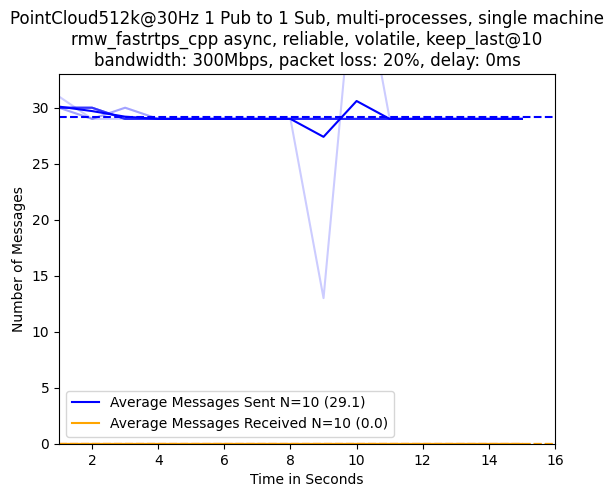 PointCloud512k@30Hz 1 Pub to 1 Sub, multi-processes, single machine
rmw_fastrtps_cpp async, reliable, volatile, keep_last@10
bandwidth: 300Mbps, packet loss: 20%, delay: 0ms
30
25
20
15
10
5
0
Number of Messages
Average Messages Sent N=10 (29.1)
Average Messages Received N=10 (0.0)
2 4 6 8 10 12 14 16
Time in Seconds